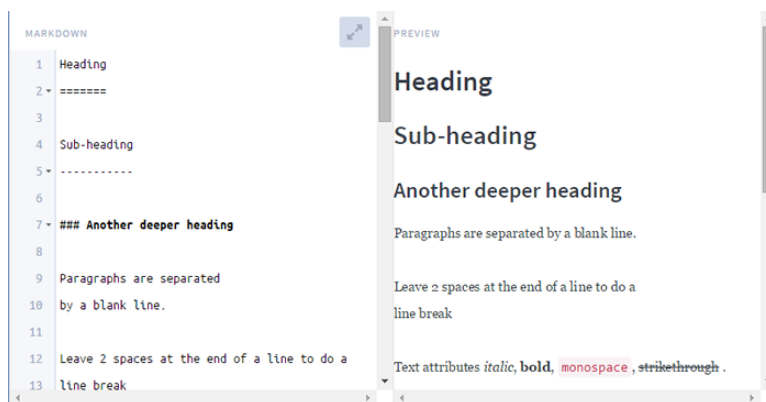 MARKDOWN
1 Heading
2 =======
3
4 Sub-heading
5 -----------
6
7 ### Another deeper heading
8
9 Paragraphs are separated
10 by a blank line.
11
12 Leave 2 spaces at the end of a line to do a
13 line break
PREVIEW
Heading
Sub-heading
Another deeper heading
Paragraphs are separated by a blank line.
Leave 2 spaces at the end of a line to do a
line break
Text attributes italic, bold, monospace, strikethrough .